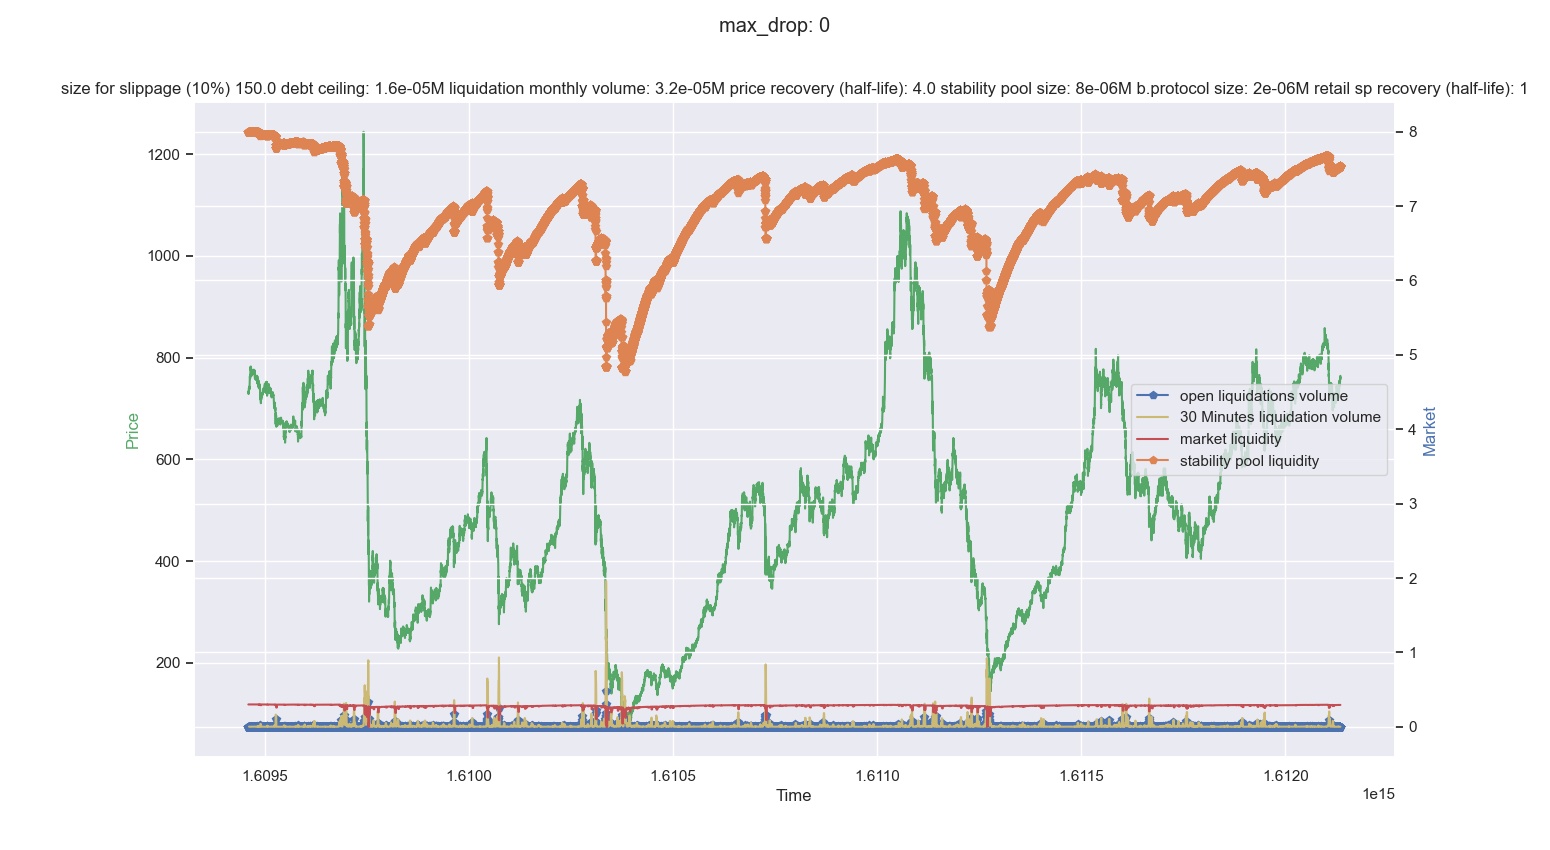 max_drop: 0
size for slippage (10%) 150.0 debt ceiling: 1.6e-05M liquidation monthly volume: 3.2e-05M price recovery (half-life): 4.0 stability pool size: 8e-06M b.protocol size: 2e-06M retail sp recovery (half-life): 1
1200
1000
800
600
400
200
Price
8
7
6
5
4
3
2
1
0
Market
open liquidations volume
30 Minutes liquidation volume
market liquidity
stability pool liquidity
1.6095 1.6100 1.6105 1.6110 1.6115 1.6120
Time
1e15